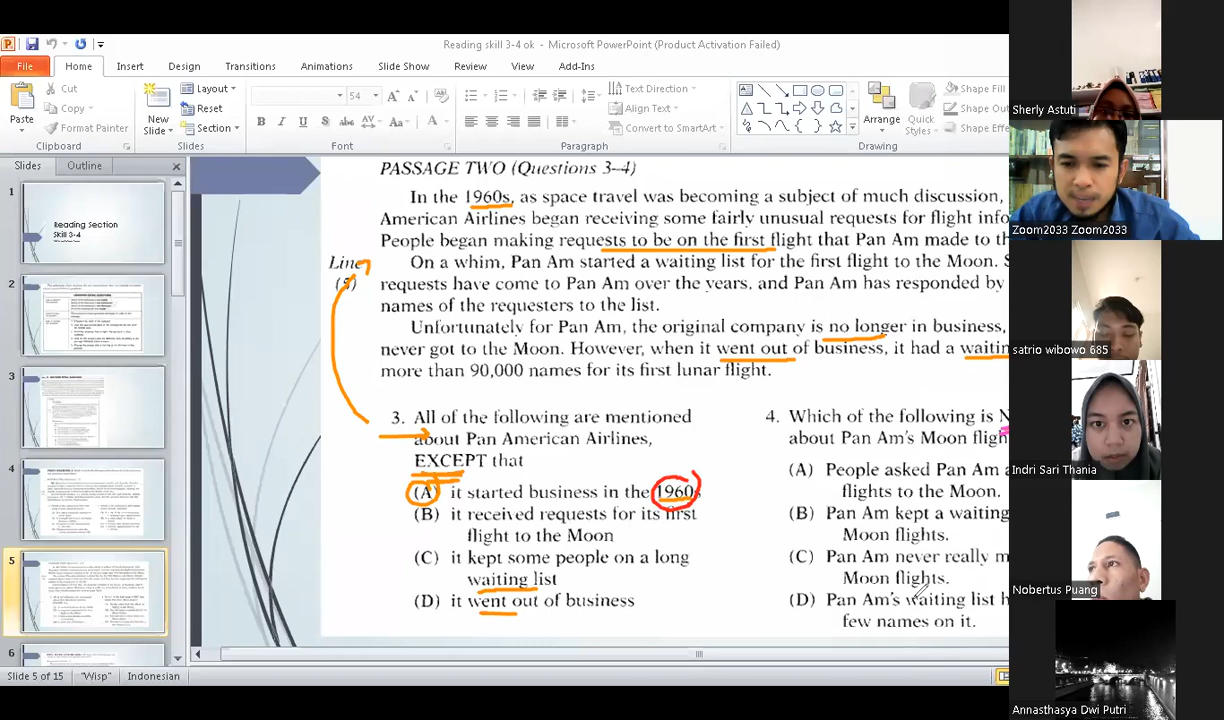 Reading skill 3-4 ok - Microsoft PowerPoint (Product Activation Failed)
File Home Insert Design Transitions Animations Slide Show Review View Add-Ins
Cut
Copy
Format Painter
Paste
Clipboard
New
Slide
Layout
Reset
Section
Slides
54
Font
Paragraph
Text Direction
Align Text
Convert to SmartArt
Arrange
Quick
Styles
Shape Fill
Shape Out
Shape Effe
Drawing
Slides Outline
1
Reading Section
Skill 3-4
2
3
4
5
6
PASSAGE TWO (Questions 3–4)
In the 1960s, as space travel was becoming a subject of much discussion,
American Airlines began receiving some fairly unusual requests for flight info
People began making requests to be on the first flight that Pan Am made to th
Line On a whim, Pan Am started a waiting list for the first flight to the Moon. S
(5) requests have come to Pan Am over the years, and Pan Am has responded by
names of the requesters to the list.
Unfortunately for Pan Am, the original company is no longer in business,
never got to the Moon. However, when it went out of business, it had a waitin
more than 90,000 names for its first lunar flight.
3. All of the following are mentioned
about Pan American Airlines,
EXCEPT that
(A) it started business in the 1960s
(B) it received requests for its first
flight to the Moon
(C) it kept some people on a long
waiting list
(D) it went out of business
4. Which of the following is N
about Pan Am's Moon fligh
(A) People asked Pan Am a
flights to the Moon.
(B) Pan Am kept a waiting
Moon flights.
(C) Pan Am never really m
Moon flights.
(D) Pan Am's waiting list h
few names on it.
Slide 5 of 15 "Wisp" Indonesian
Sherly Astuti
Zoom2033 Zoom2033
satrio wibowo 685
Indri Sari Thania
Nobertus Puang
Annasthasya Dwi Putri